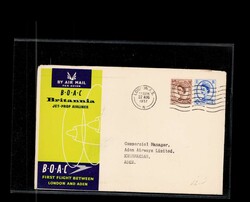 BY AIR MAIL
PAR AVION
B·O·A·C
Britannia
JET-PROP AIRLINER
B·O·A·C
FIRST FLIGHT BETWEEN
LONDON AND ADEN
1957
Commercial Manager,
Aden Airways Limited,
ADEN.